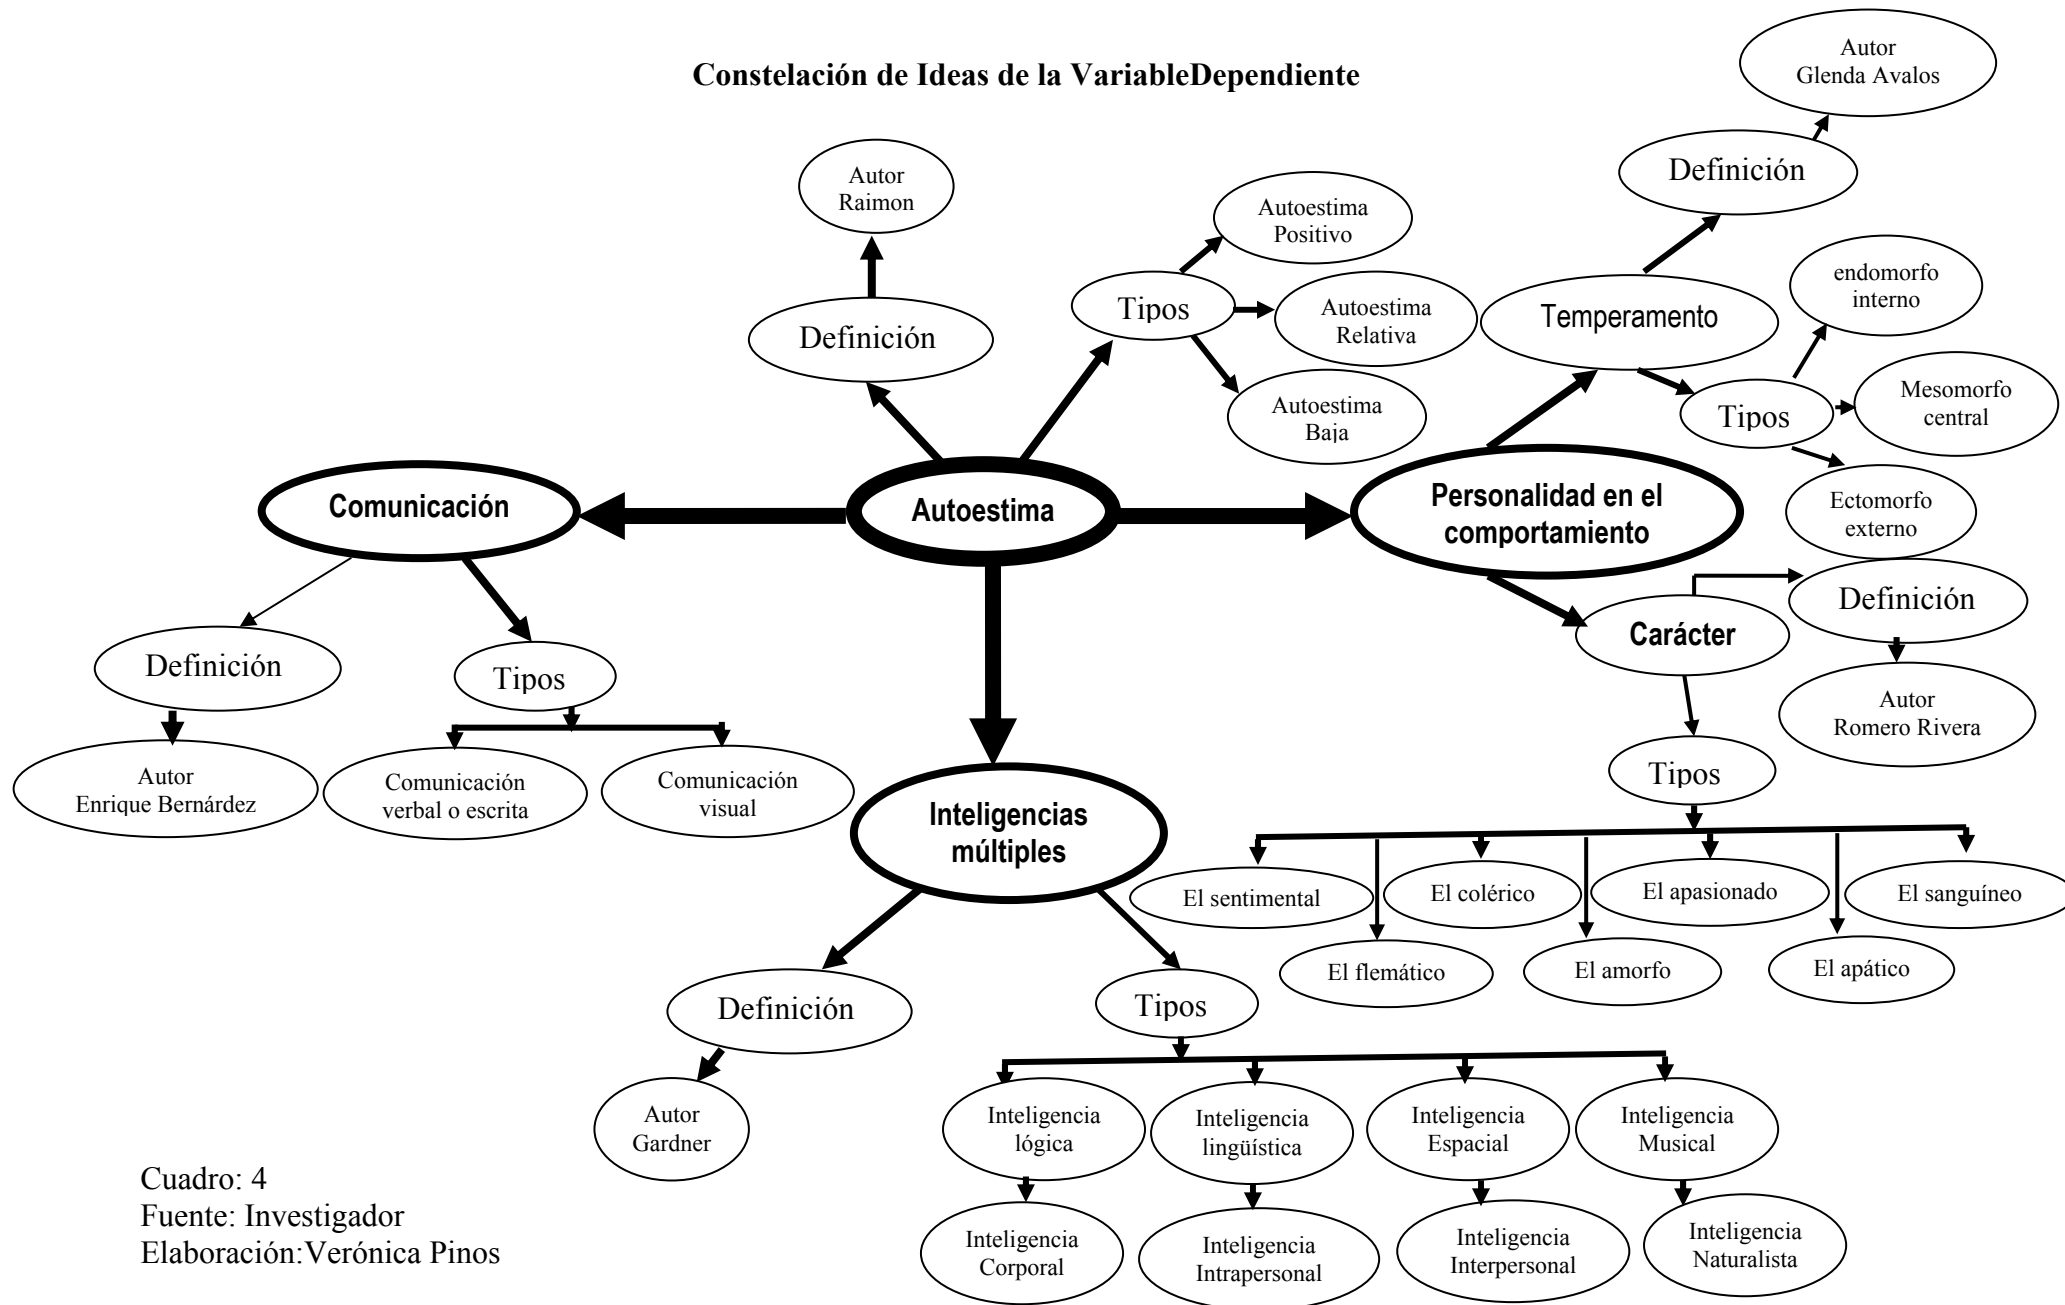 Constelación de Ideas de la VariableDependiente
Autor
Glenda Avalos
Definición
Autor
Raimon
Autoestima
Positivo
Tipos
Autoestima
Relativa
Autoestima
Baja
Definición
Temperamento
endomorfo
interno
Tipos
Mesomorfo
central
Ectomorfo
externo
Comunicación
Autoestima
Personalidad en el
comportamiento
Carácter
Definición
Autor
Romero Rivera
Tipos
Definición
Tipos
Autor
Enrique Bernárdez
Comunicación
verbal o escrita
Comunicación
visual
Inteligencias
múltiples
El sentimental
El colérico
El apasionado
El sanguíneo
El flemático
El amorfo
El apático
Definición
Tipos
Autor
Gardner
Inteligencia
lógica
Inteligencia
lingüística
Inteligencia
Espacial
Inteligencia
Musical
Inteligencia
Corporal
Inteligencia
Intrapersonal
Inteligencia
Interpersonal
Inteligencia
Naturalista
Cuadro: 4
Fuente: Investigador
Elaboración:Verónica Pinos